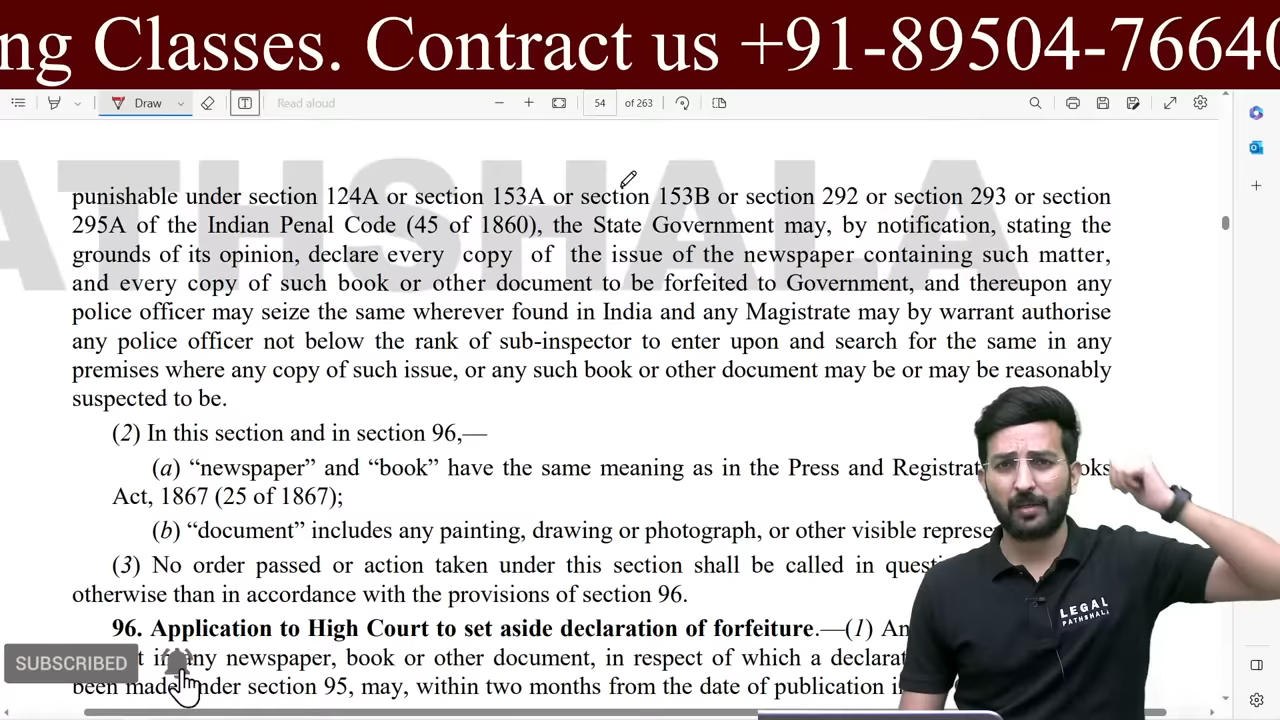 ng Classes. Contract us +91-89504-76640
Draw
Read aloud
54 of 263
ATHSHALA
punishable under section 124A or section 153A or section 153B or section 292 or section 293 or section
295A of the Indian Penal Code (45 of 1860), the State Government may, by notification, stating the
grounds of its opinion, declare every copy of the issue of the newspaper containing such matter,
and every copy of such book or other document to be forfeited to Government, and thereupon any
police officer may seize the same wherever found in India and any Magistrate may by warrant authorise
any police officer not below the rank of sub-inspector to enter upon and search for the same in any
premises where any copy of such issue, or any such book or other document may be or may be reasonably
suspected to be.
(2) In this section and in section 96,—
(a) “newspaper” and “book” have the same meaning as in the Press and Registrat ooks
Act, 1867 (25 of 1867);
(b) “document” includes any painting, drawing or photograph, or other visible represe
(3) No order passed or action taken under this section shall be called in quest
otherwise than in accordance with the provisions of section 96.
96. Application to High Court to set aside declaration of forfeiture.—(1) An
t in any newspaper, book or other document, in respect of which a declarat
been made under section 95, may, within two months from the date of publication i
LEGAL
PATHSHALA
SUBSCRIBED